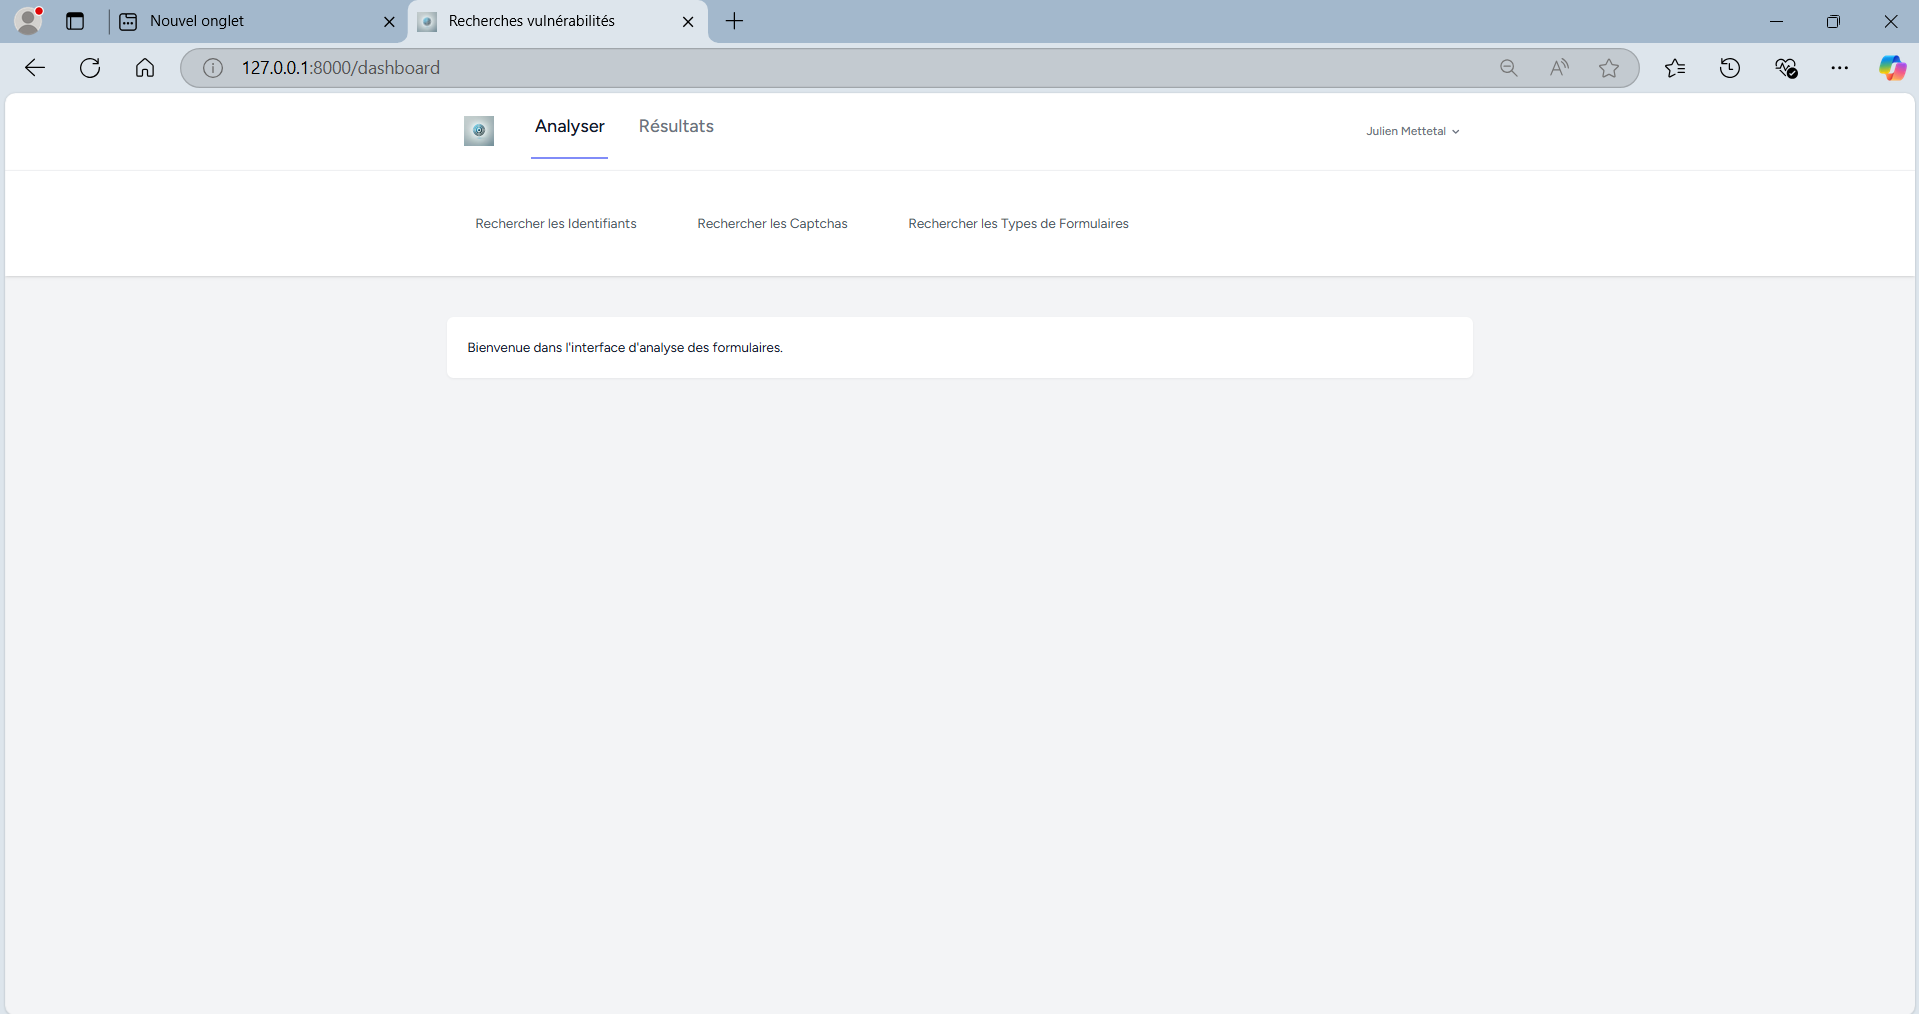 Nouvel onglet
Recherches vulnérabilités
127.0.0.1:8000/dashboard
Analyser
Résultats
Julien Mettetal
Rechercher les Identifiants
Rechercher les Captchas
Rechercher les Types de Formulaires
Bienvenue dans l'interface d'analyse des formulaires.